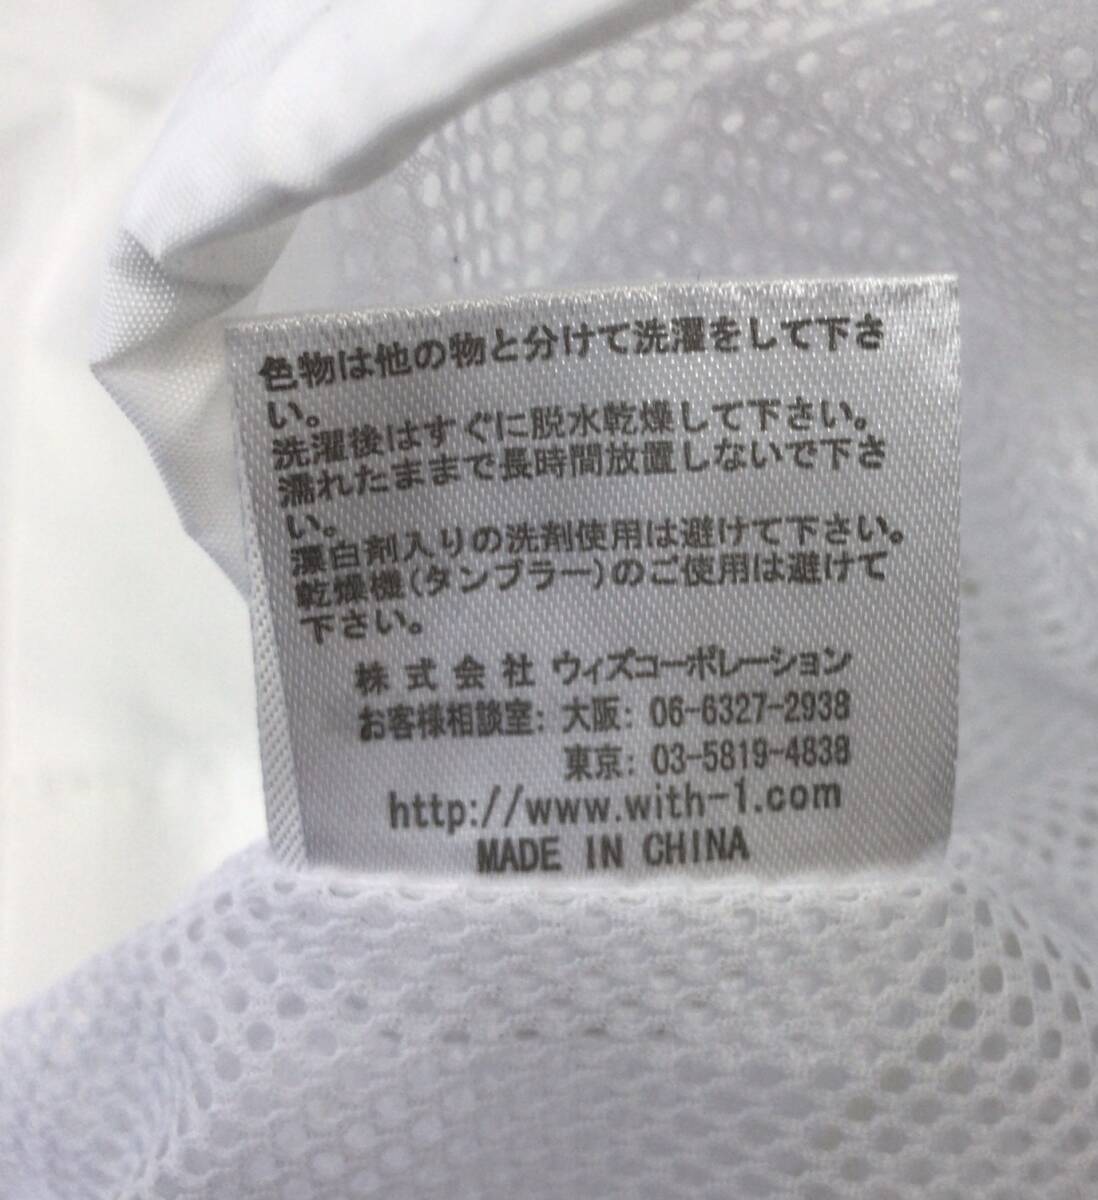 色物は他の物と分けて洗濯をして下さ
い。
洗濯後はすぐに脱水乾燥して下さい。
濡れたままで長時間放置しないで下さ
い。
漂白剤入りの洗剤使用は避けて下さい。
乾燥機(タンブラー)のご使用は避けて
下さい。
株式会社 ウィズコーポレーション
お客様相談室: 大阪: 06-6327-2938
東京: 03-5819-4838
http://www.with-1.com
MADE IN CHINA